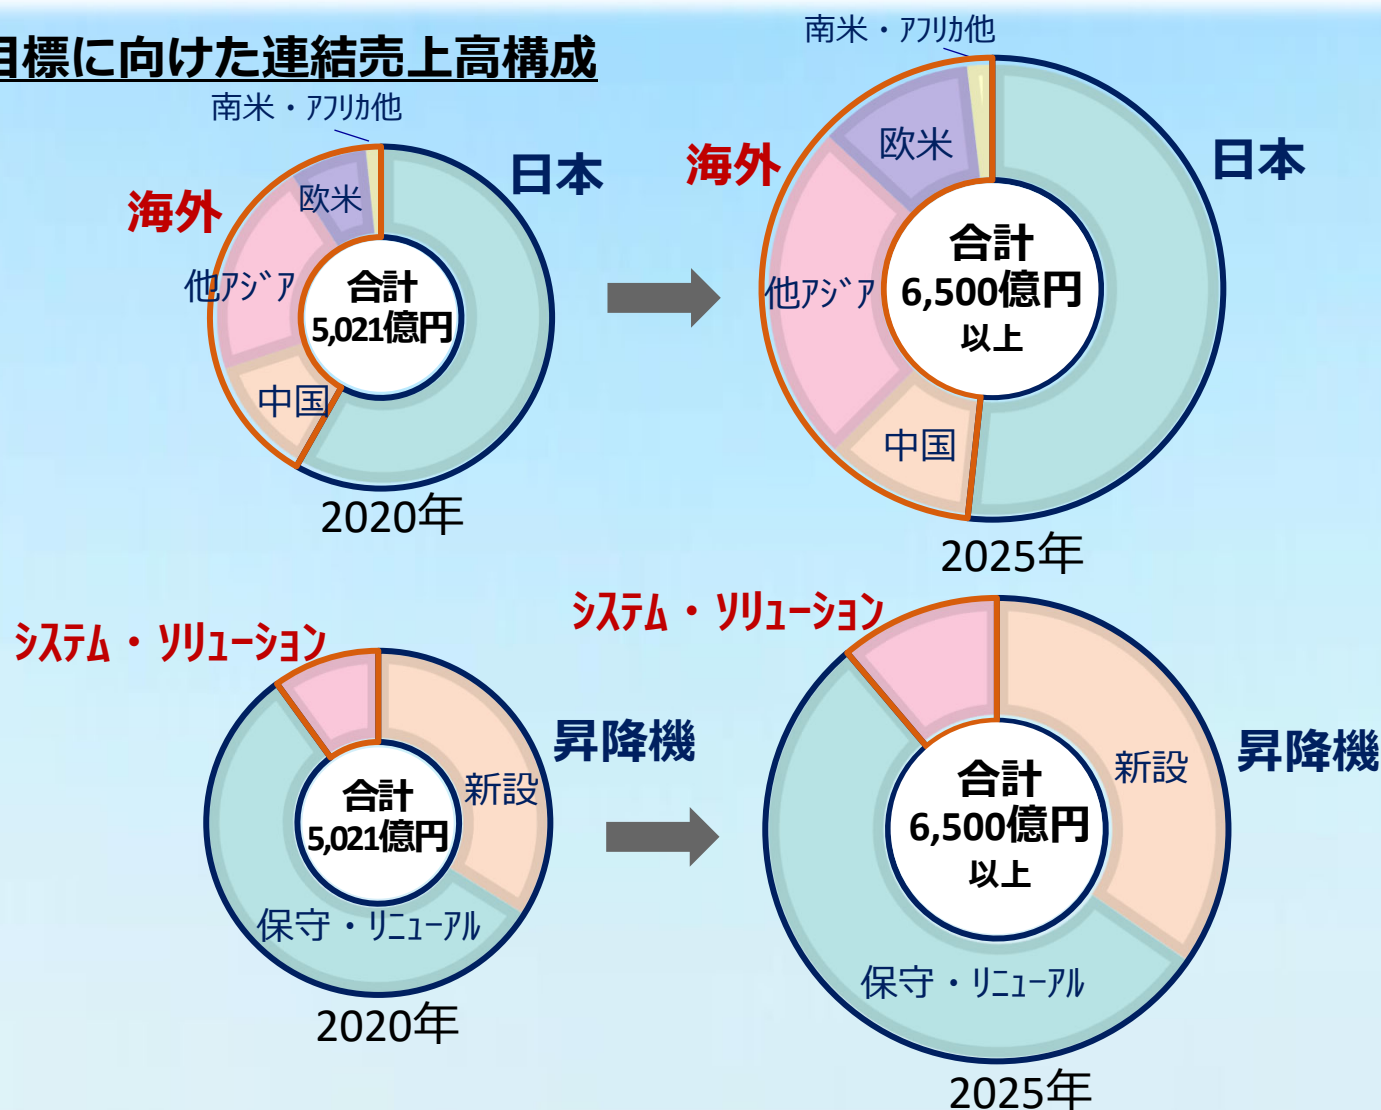 目標に向けた連結売上高構成
南米・ｱﾌﾘｶ他
海外
日本
欧米
他ｱｼﾞｱ
中国
合計
5,021億円
2020年
南米・ｱﾌﾘｶ他
海外
日本
欧米
他ｱｼﾞｱ
中国
合計
6,500億円
以上
2025年
ｼｽﾃﾑ・ｿﾘｭｰｼｮﾝ
昇降機
新設
合計
5,021億円
保守・ﾘﾆｭｰｱﾙ
2020年
ｼｽﾃﾑ・ｿﾘｭｰｼｮﾝ
昇降機
新設
合計
6,500億円
以上
保守・ﾘﾆｭｰｱﾙ
2025年